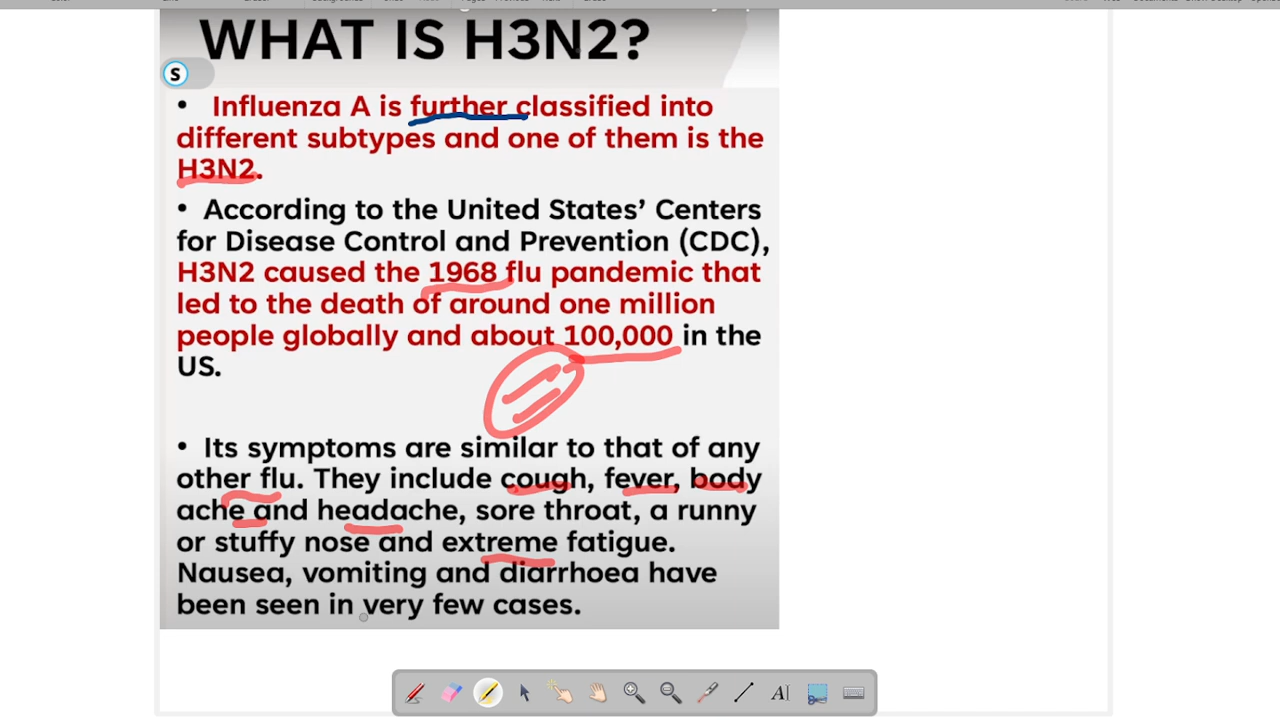 WHAT IS H3N2?
S
• Influenza A is further classified into
different subtypes and one of them is the
H3N2.
• According to the United States’ Centers
for Disease Control and Prevention (CDC),
H3N2 caused the 1968 flu pandemic that
led to the death of around one million
people globally and about 100,000 in the
US.
• Its symptoms are similar to that of any
other flu. They include cough, fever, body
ache and headache, sore throat, a runny
or stuffy nose and extreme fatigue.
Nausea, vomiting and diarrhoea have
been seen in very few cases.